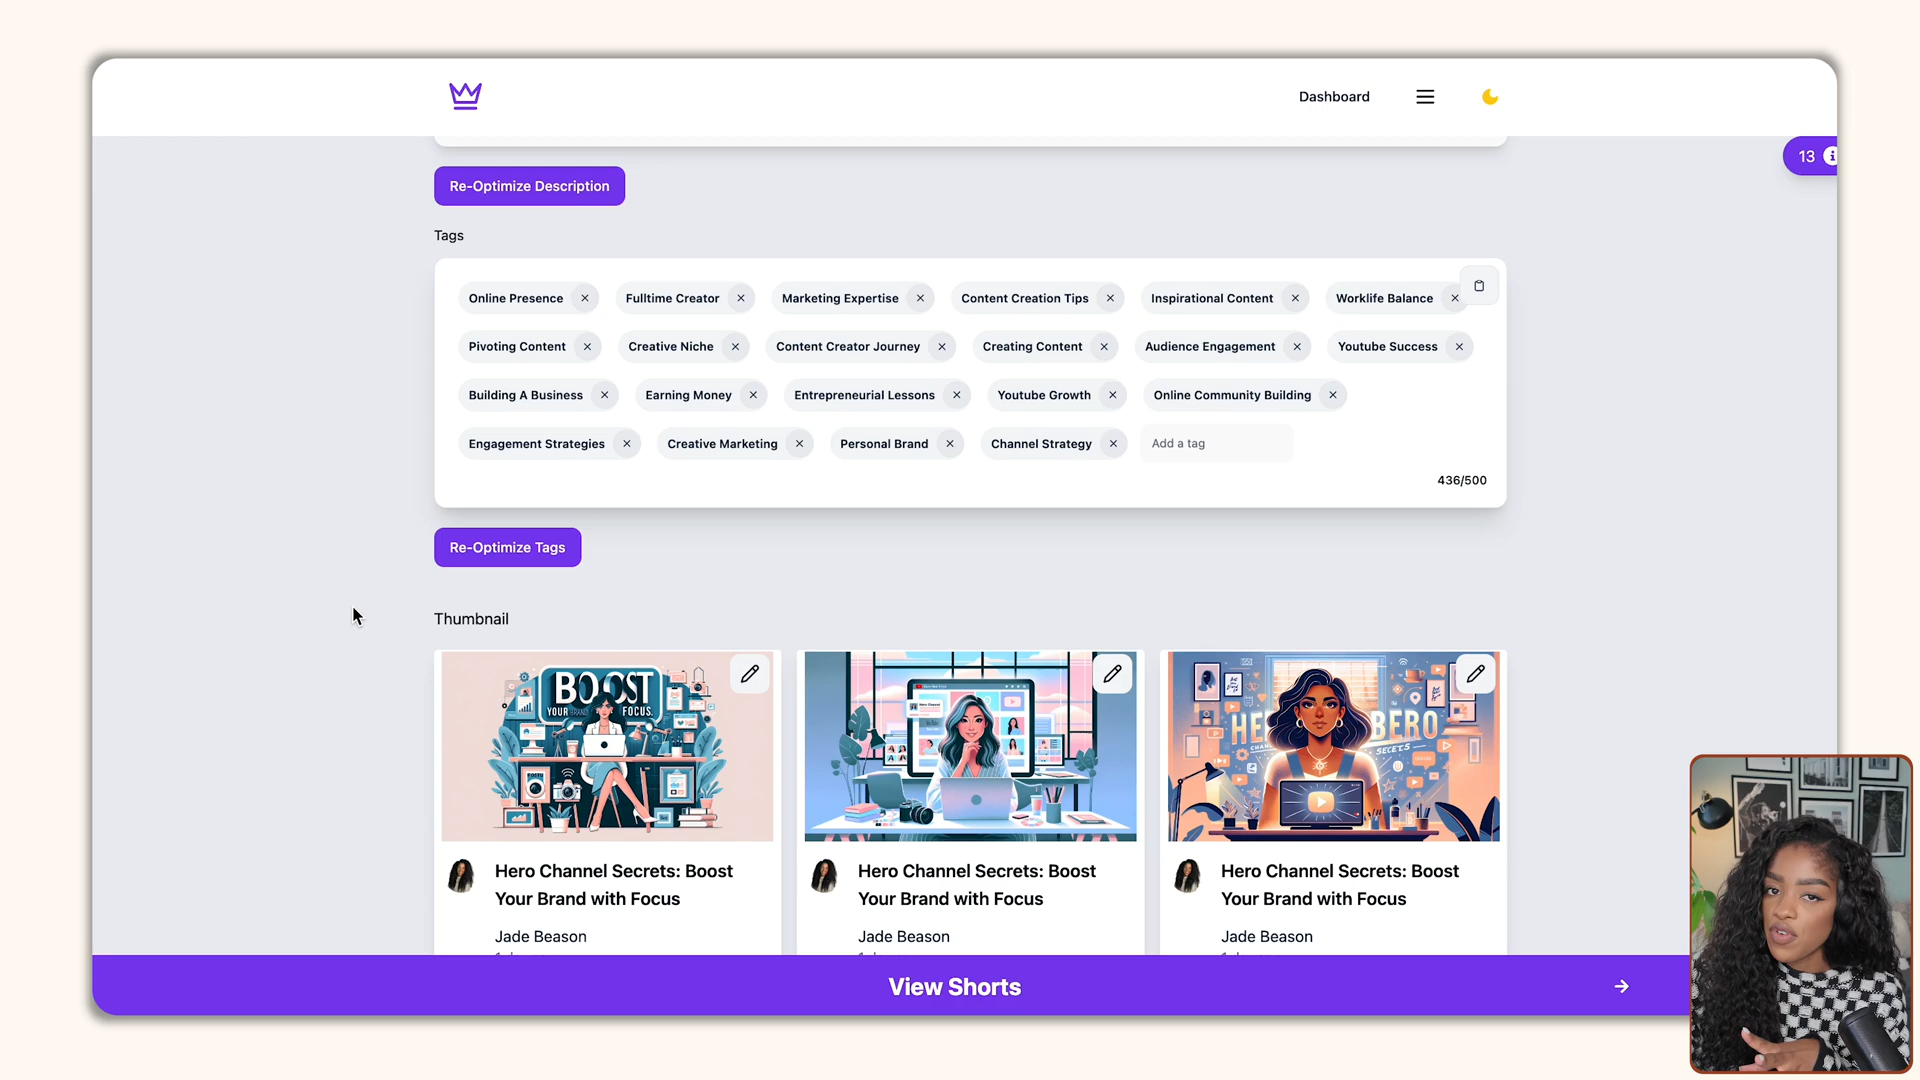 Dashboard
13
Re-Optimize Description
Tags
Online Presence Fulltime Creator Marketing Expertise Content Creation Tips Inspirational Content Worklife Balance
Pivoting Content Creative Niche Content Creator Journey Creating Content Audience Engagement Youtube Success
Building A Business Earning Money Entrepreneurial Lessons Youtube Growth Online Community Building
Engagement Strategies Creative Marketing Personal Brand Channel Strategy Add a tag
436/500
Re-Optimize Tags
Thumbnail
BOOST
YOUR BRAND FOCUS.
SECRETS
Hero Channel Secrets: Boost
Your Brand with Focus
Jade Beason
Hero Channel Secrets: Boost
Your Brand with Focus
Jade Beason
Hero Channel Secrets: Boost
Your Brand with Focus
Jade Beason
View Shorts